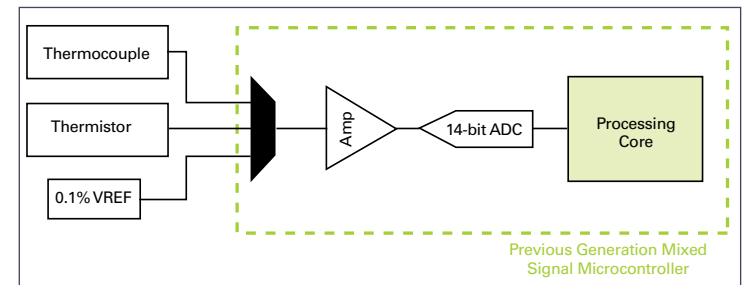 Thermocouple
Thermistor
0.1% VREF
Amp
14-bit ADC
Processing
Core
Previous Generation Mixed
Signal Microcontroller